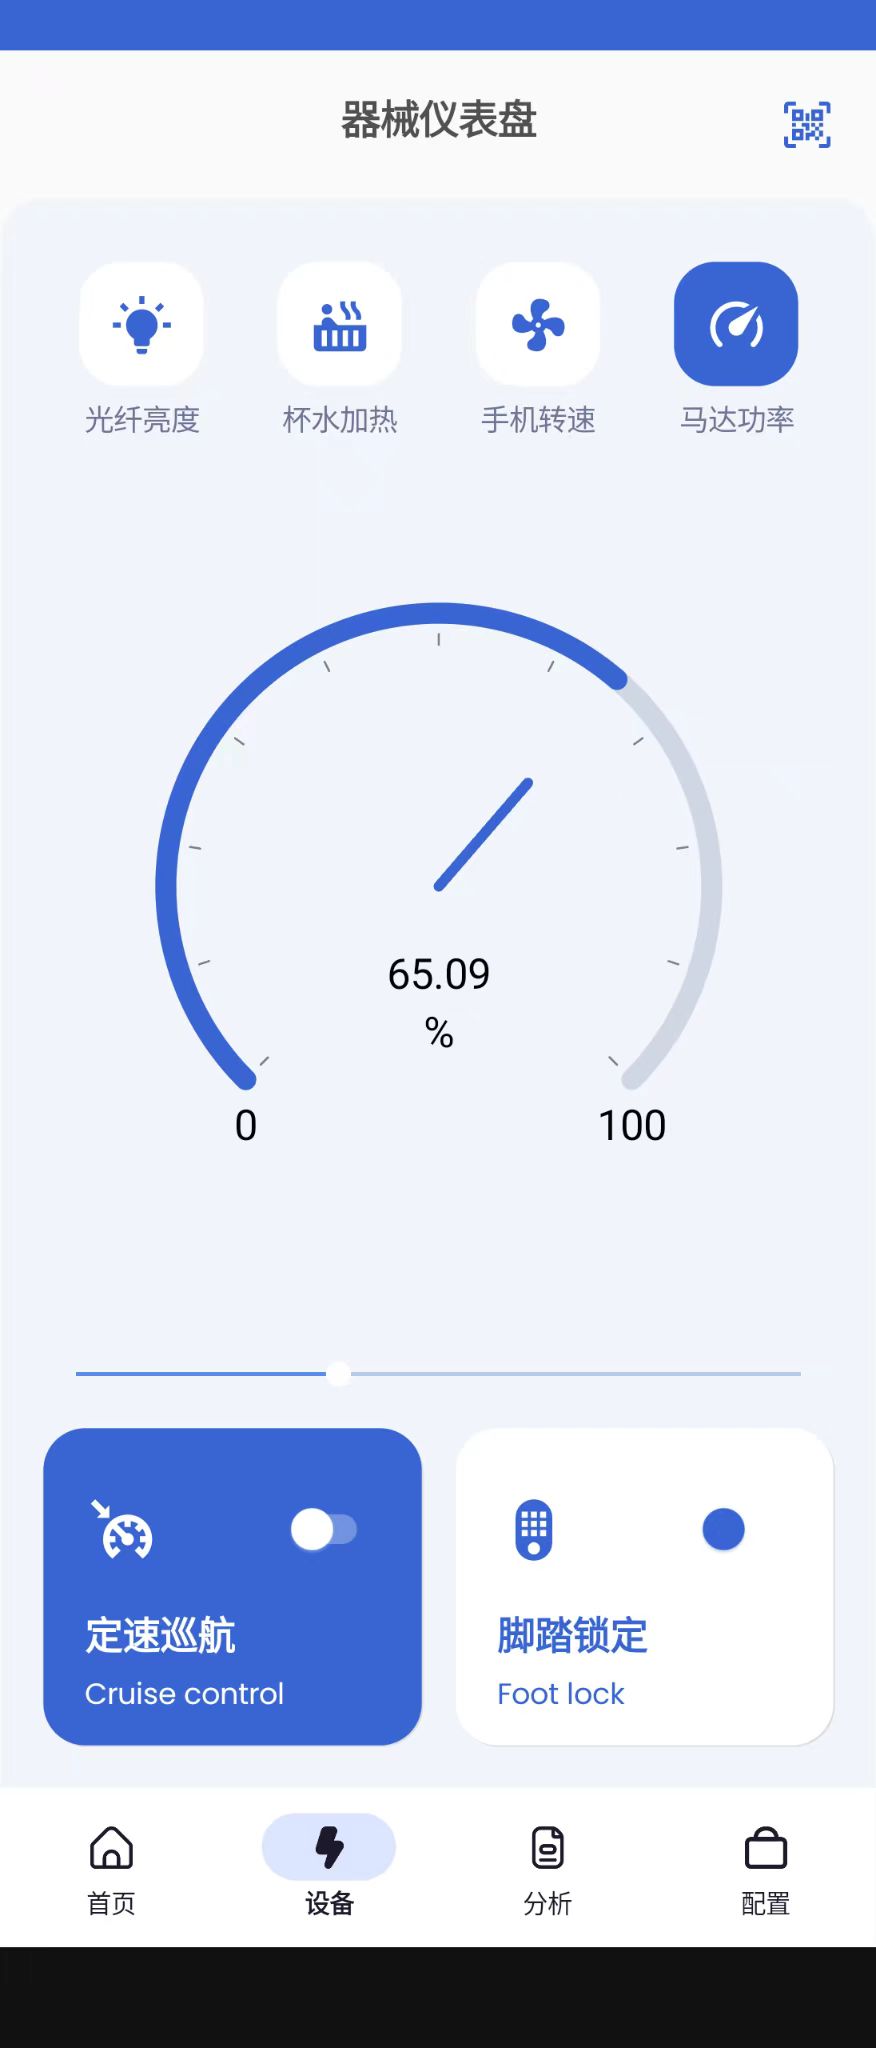 器械仪表盘
光纤亮度
杯水加热
手机转速
马达功率
65.09
%
0
100
定速巡航
Cruise control
脚踏锁定
Foot lock
首页
设备
分析
配置